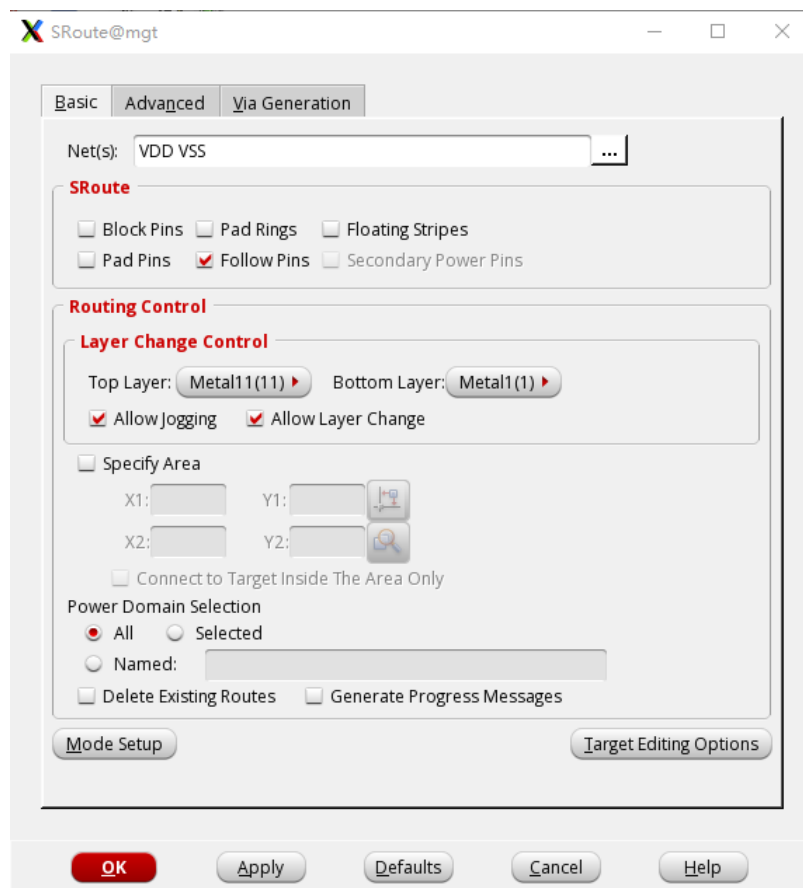 SRoute@mgt
Basic Advanced Via Generation
Net(s): VDD VSS ...
SRoute
Block Pins Pad Rings Floating Stripes
Pad Pins Follow Pins Secondary Power Pins
Routing Control
Layer Change Control
Top Layer: Metal11(11) Bottom Layer: Metal1(1)
Allow Jogging Allow Layer Change
Specify Area
X1: Y1:
X2: Y2:
Connect to Target Inside The Area Only
Power Domain Selection
All Selected
Named:
Delete Existing Routes Generate Progress Messages
Mode Setup Target Editing Options
OK Apply Defaults Cancel Help